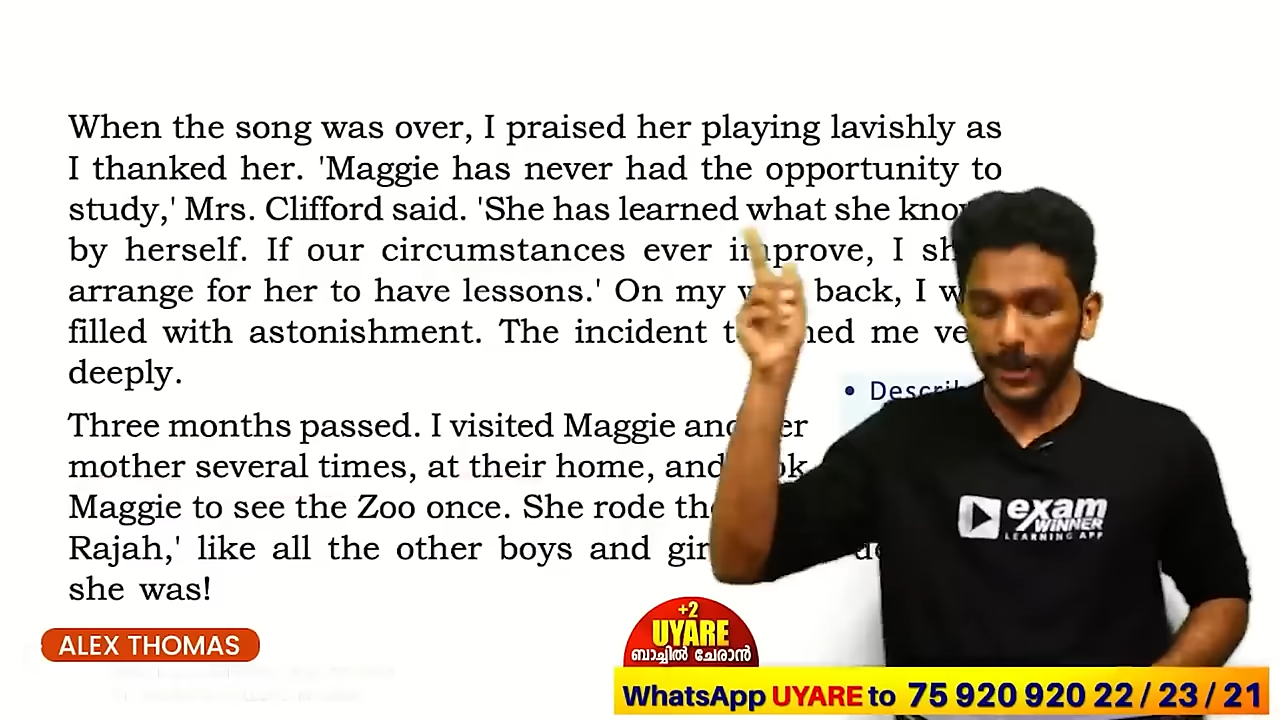 When the song was over, I praised her playing lavishly as
I thanked her. 'Maggie has never had the opportunity to
study,' Mrs. Clifford said. 'She has learned what she
by herself. If our circumstances ever improve, I
arrange for her to have lessons.' On my back, I
filled with astonishment. The incident me
deeply.
• 
Three months passed. I visited Maggie
mother several times, at their home, and
Maggie to see the Zoo once. She rode
Rajah,' like all the other boys and
she was!
exam
WINNER
LEARNING APP
ALEX THOMAS
+2
UYARE
ബാച്ചിൽ ചേരാൻ
WhatsApp UYARE to 75 920 920 22 / 23 / 21